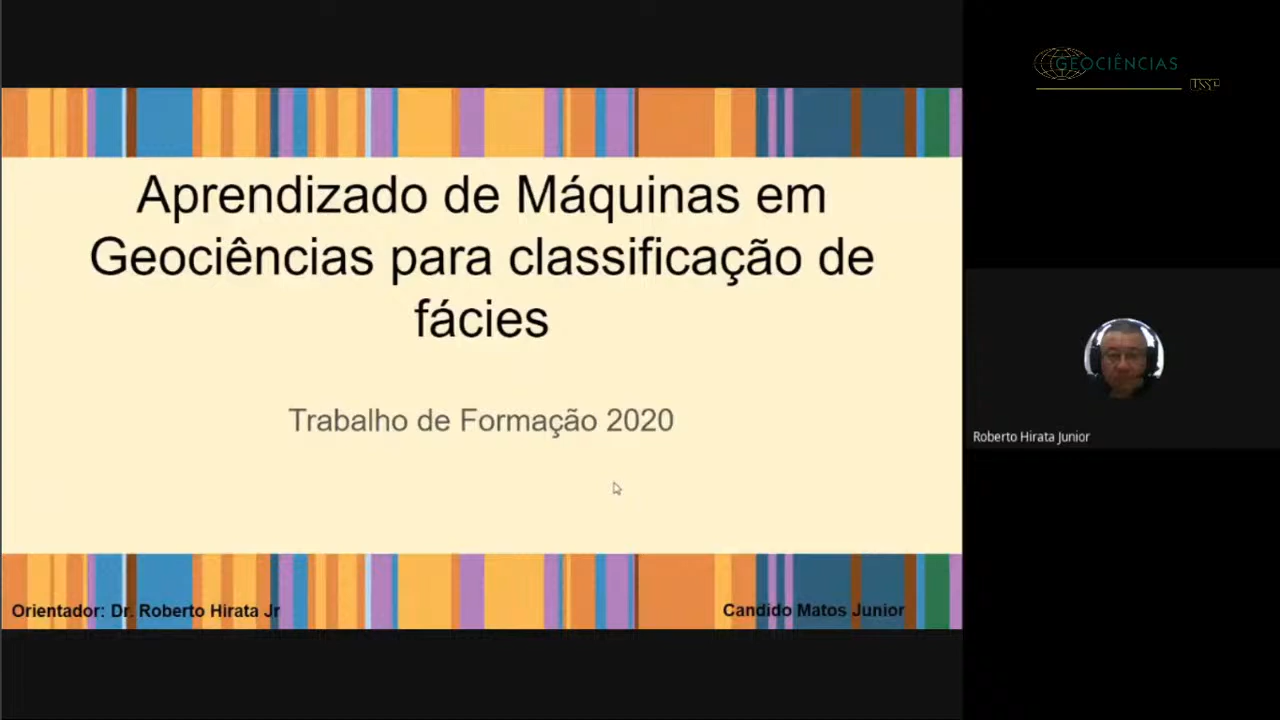 GEOCIÊNCIAS
USP
Aprendizado de Máquinas em
Geociências para classificação de
fácies
Trabalho de Formação 2020
Roberto Hirata Junior
Orientador: Dr. Roberto Hirata Jr
Candido Matos Junior